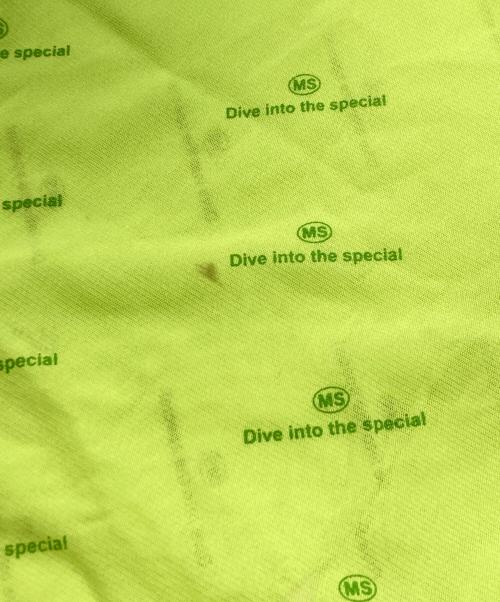 e special
MS
Dive into the special
special
MS
Dive into the special
special
MS
Dive into the special
special
MS